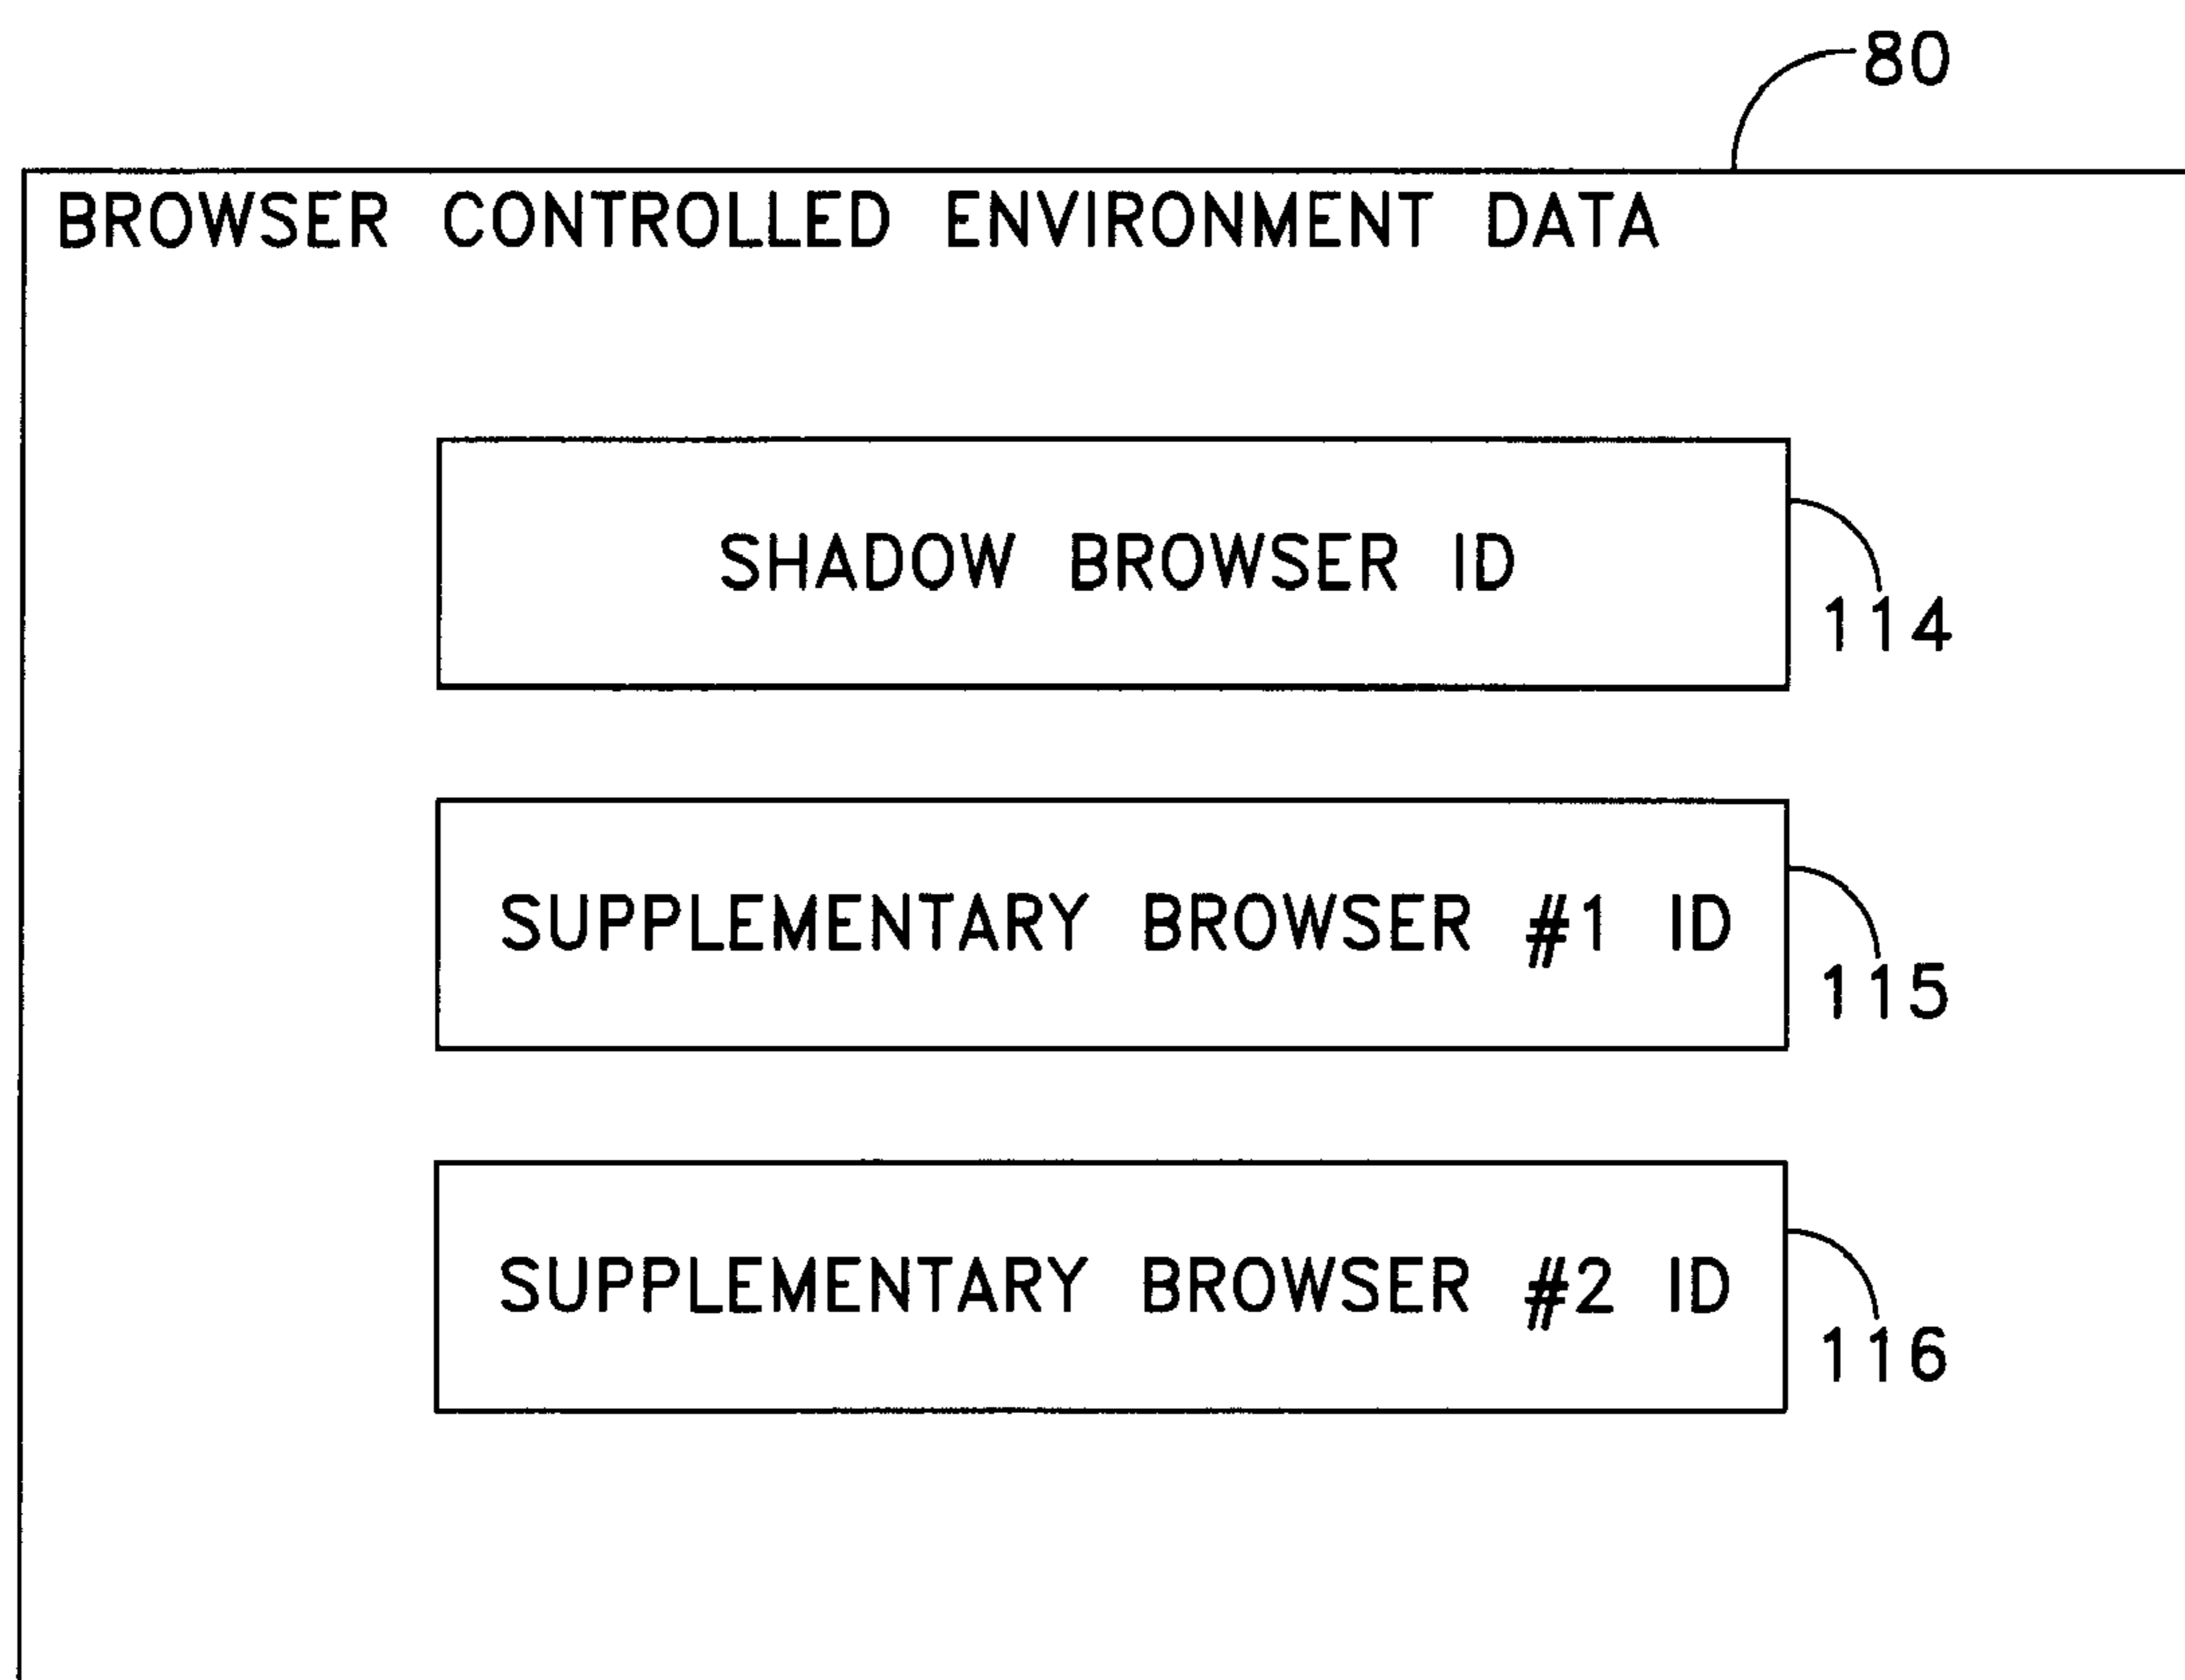 80
BROWSER CONTROLLED ENVIRONMENT DATA
SHADOW BROWSER ID
114
SUPPLEMENTARY BROWSER #1 ID
115
SUPPLEMENTARY BROWSER #2 ID
116